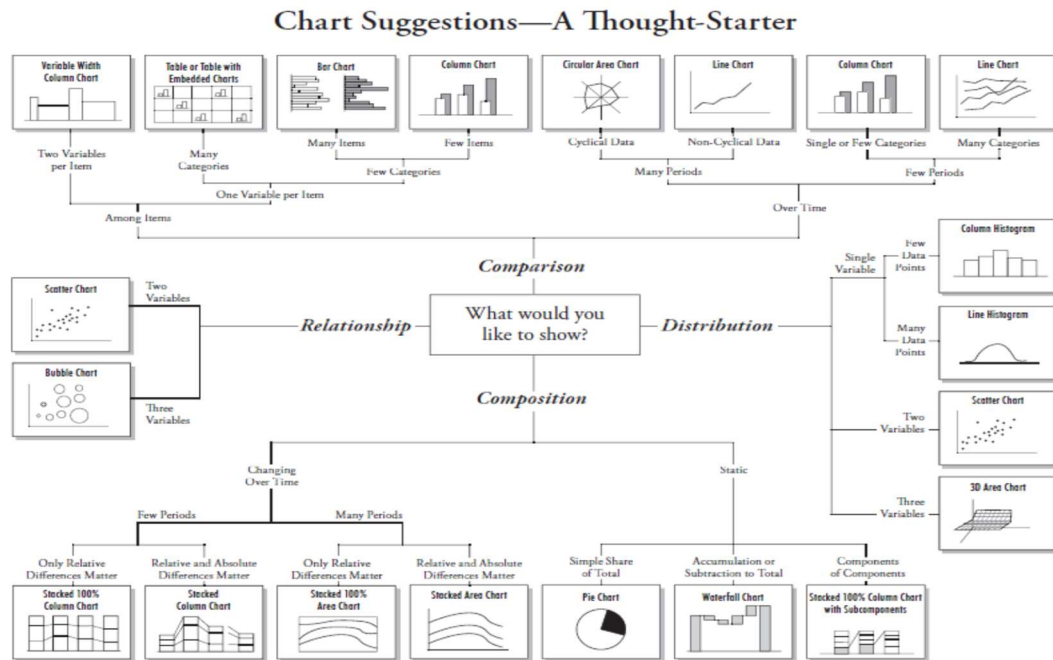 Chart Suggestions—A Thought-Starter
Variable Width
Column Chart
Table or Table with
Embedded Charts
Bar Chart
Column Chart
Circular Area Chart
Line Chart
Column Chart
Line Chart
Two Variables
per Item
Many
Categories
Many Items
Few Items
Cyclical Data
Non-Cyclical Data
Single or Few Categories
Many Categories
Few Categories
Many Periods
Few Periods
One Variable per Item
Among Items
Over Time
Comparison
What would you
like to show?
Relationship
Two
Variables
Scatter Chart
Three
Variables
Bubble Chart
Distribution
Single
Variable
Few
Data
Points
Column Histogram
Many
Data
Points
Line Histogram
Two
Variables
Scatter Chart
Three
Variables
3D Area Chart
Composition
Changing
Over Time
Static
Few Periods
Many Periods
Only Relative
Differences Matter
Relative and Absolute
Differences Matter
Only Relative
Differences Matter
Relative and Absolute
Differences Matter
Simple Share
of Total
Accumulation or
Subtraction to Total
Components
of Components
Stacked 100%
Column Chart
Stacked
Column Chart
Stacked 100%
Area Chart
Stacked Area Chart
Pie Chart
Waterfall Chart
Stacked 100% Column Chart
with Subcomponents